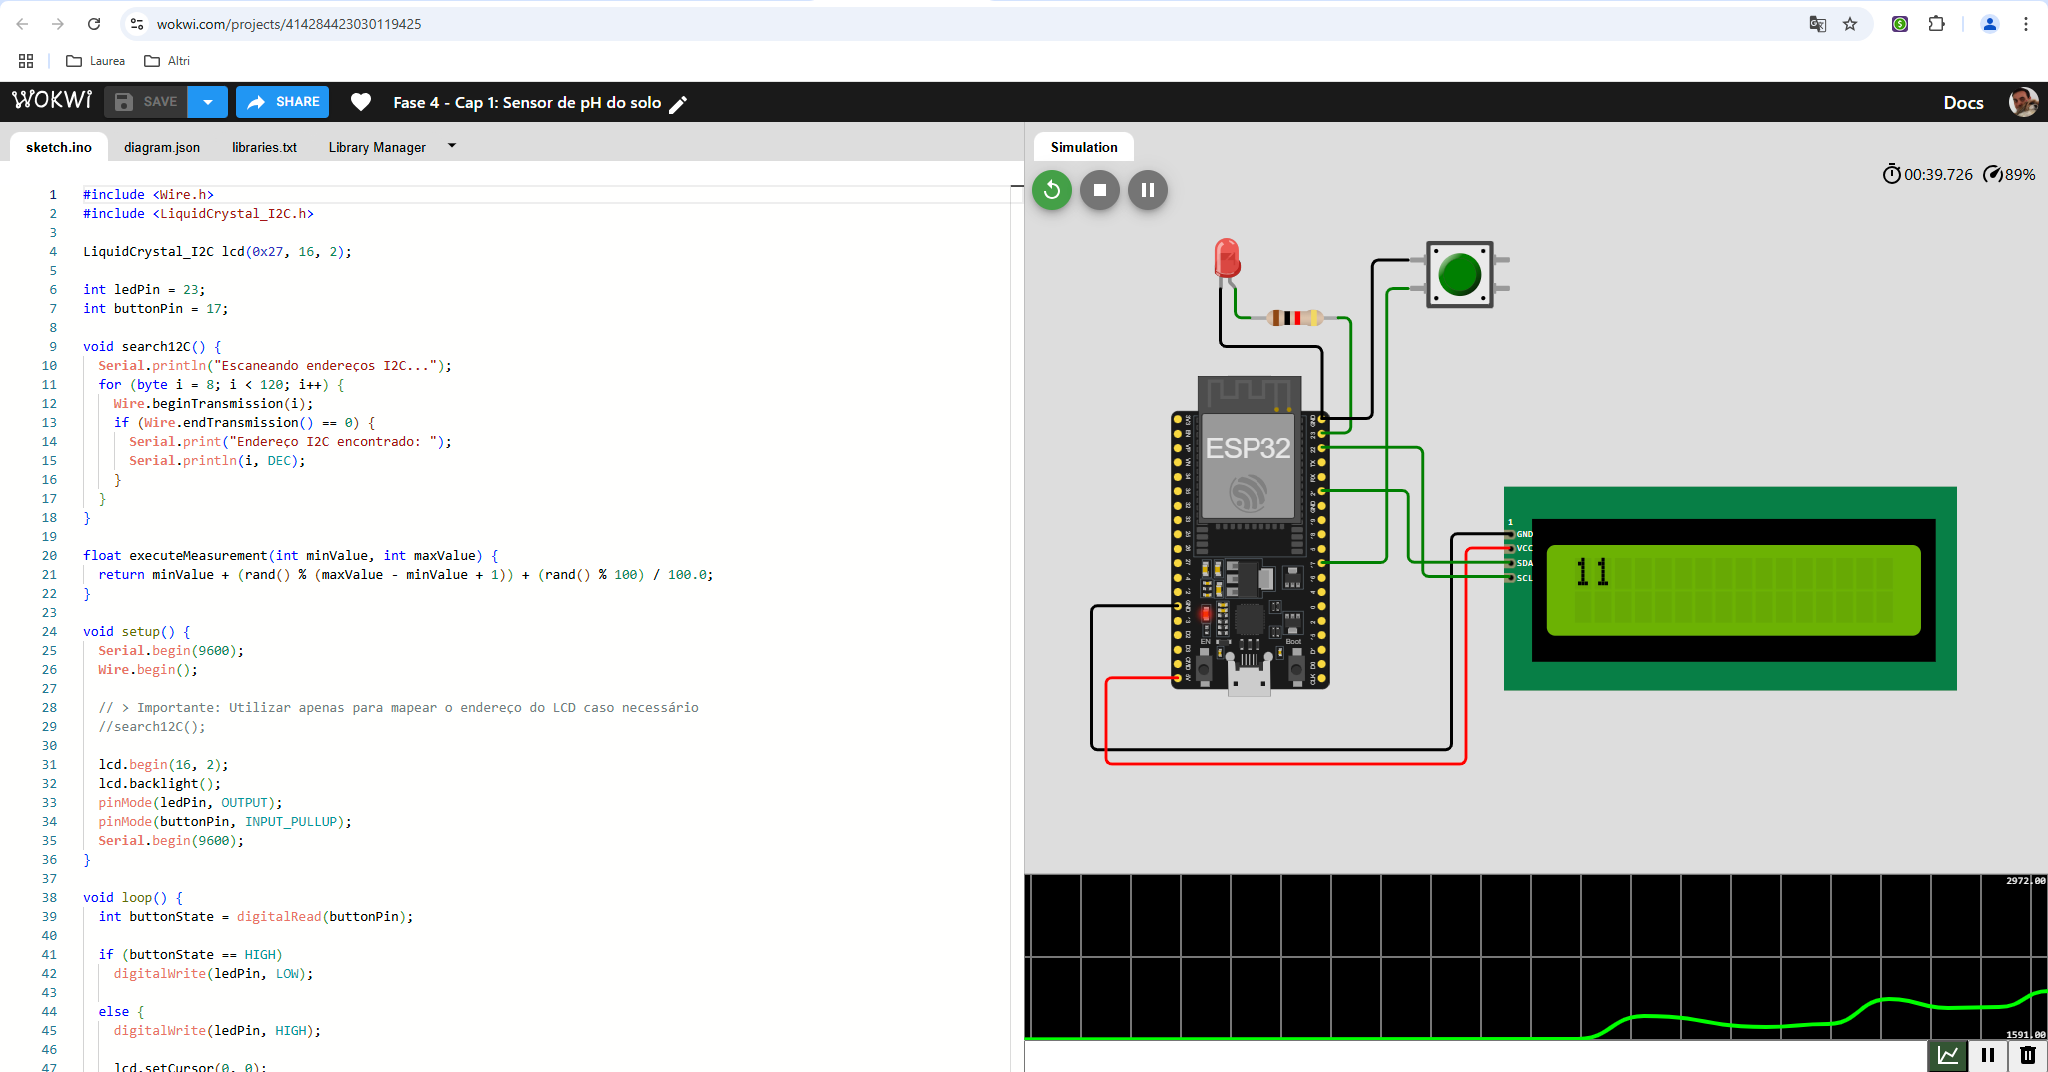 wokwi.com/projects/414284423030119425
Laurea
Altri
WOKWi
SAVE
SHARE
Fase 4 - Cap 1: Sensor de pH do solo
Docs
sketch.ino
diagram.json
libraries.txt
Library Manager
Simulation
00:39.726
89%
1 #include <Wire.h>
2 #include <LiquidCrystal_I2C.h>
3
4 LiquidCrystal_I2C lcd(0x27, 16, 2);
5
6 int ledPin = 23;
7 int buttonPin = 17;
8
9 void search12C() {
10 Serial.println("Escaneando endereços I2C...");
11 for (byte i = 8; i < 120; i++) {
12 Wire.beginTransmission(i);
13 if (Wire.endTransmission() == 0) {
14 Serial.print("Endereço I2C encontrado: ");
15 Serial.println(i, DEC);
16 }
17 }
18 }
19
20 float executeMeasurement(int minValue, int maxValue) {
21 return minValue + (rand() % (maxValue - minValue + 1)) + (rand() % 100) / 100.0;
22 }
23
24 void setup() {
25 Serial.begin(9600);
26 Wire.begin();
27
28 // > Importante: Utilizar apenas para mapear o endereço do LCD caso necessário
29 //search12C();
30
31 lcd.begin(16, 2);
32 lcd.backlight();
33 pinMode(ledPin, OUTPUT);
34 pinMode(buttonPin, INPUT_PULLUP);
35 Serial.begin(9600);
36 }
37
38 void loop() {
39 int buttonState = digitalRead(buttonPin);
40
41 if (buttonState == HIGH)
42 digitalWrite(ledPin, LOW);
43
44 else {
45 digitalWrite(ledPin, HIGH);
46
47 lcd.setCursor(0, 0);
ESP32
EN
Boot
1
GND
VCC
SDA
SCL
11
2972.00
1591.00